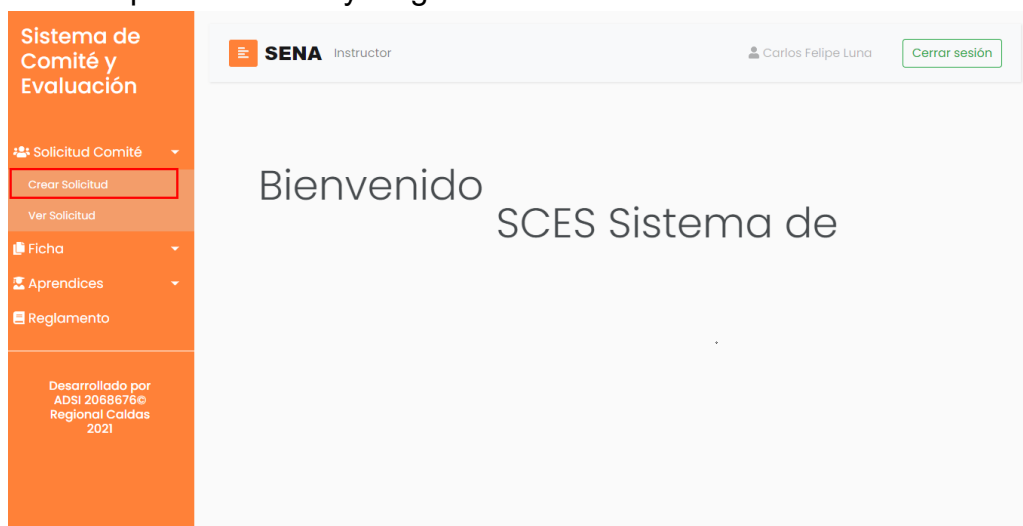 Sistema de
Comité y
Evaluación
SENA Instructor
Carlos Felipe Luna
Cerrar sesión
Solicitud Comité
Crear Solicitud
Ver Solicitud
Ficha
Aprendices
Reglamento
Desarrollado por
ADSI 2068676©
Regional Caldas
2021
Bienvenido
SCES Sistema de